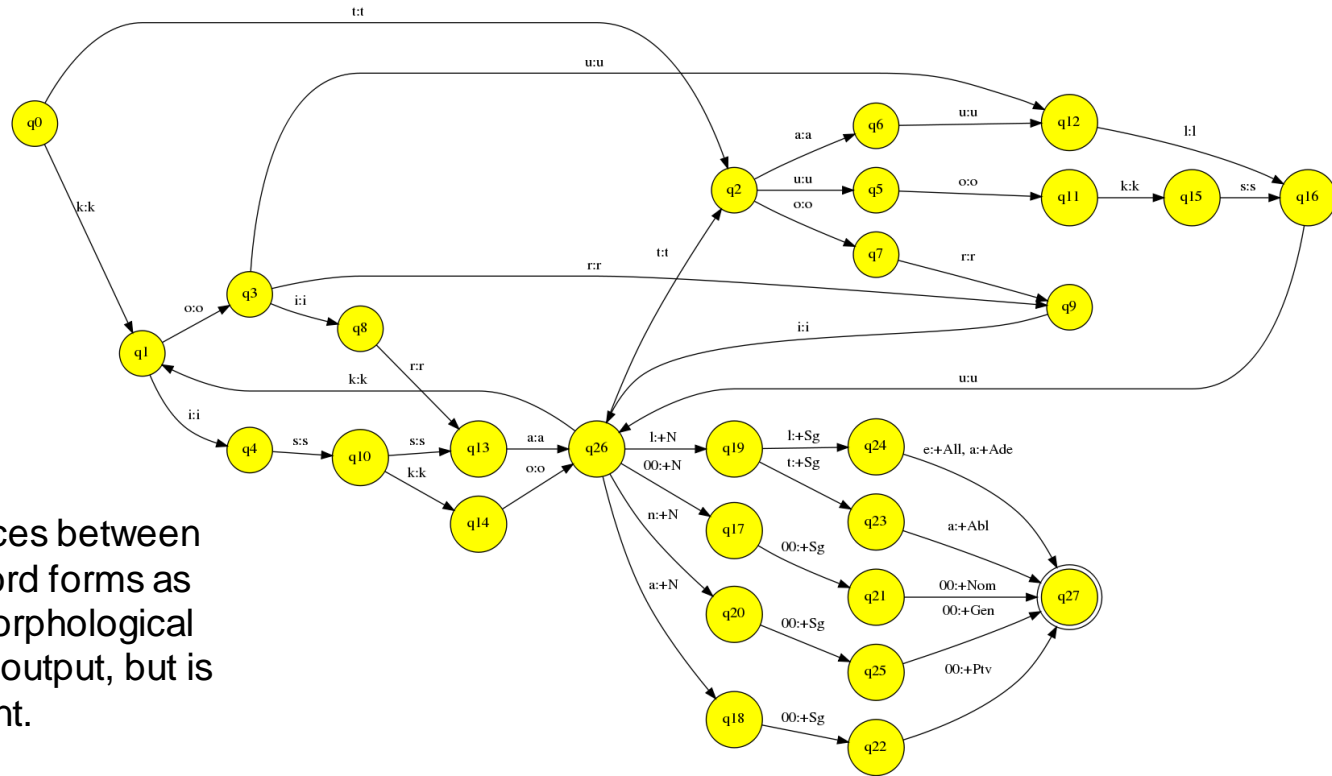 t:t
u:u
q0
q6
u:u
q12
a:a
l:l
q2
u:u
q5
o:o
q11
k:k
q15
s:s
q16
o:o
k:k
t:t
q7
r:r
r:r
q3
i:i
q9
o:o
q8
i:i
q1
r:r
k:k
u:u
i:i
q4
s:s
q10
s:s
q13
a:a
q26
l:+N
q19
l:+Sg
q24
e:+All, a:+Ade
k:k
o:o
00:+N
t:+Sg
q14
n:+N
q17
q23
a:+Abl
ces between
00:+Sg
ord forms as
a:+N
q21
00:+Nom
q27
orphological
q20
00:+Gen
output, but is
00:+Sg
q25
00:+Ptv
nt.
q18
00:+Sg
q22